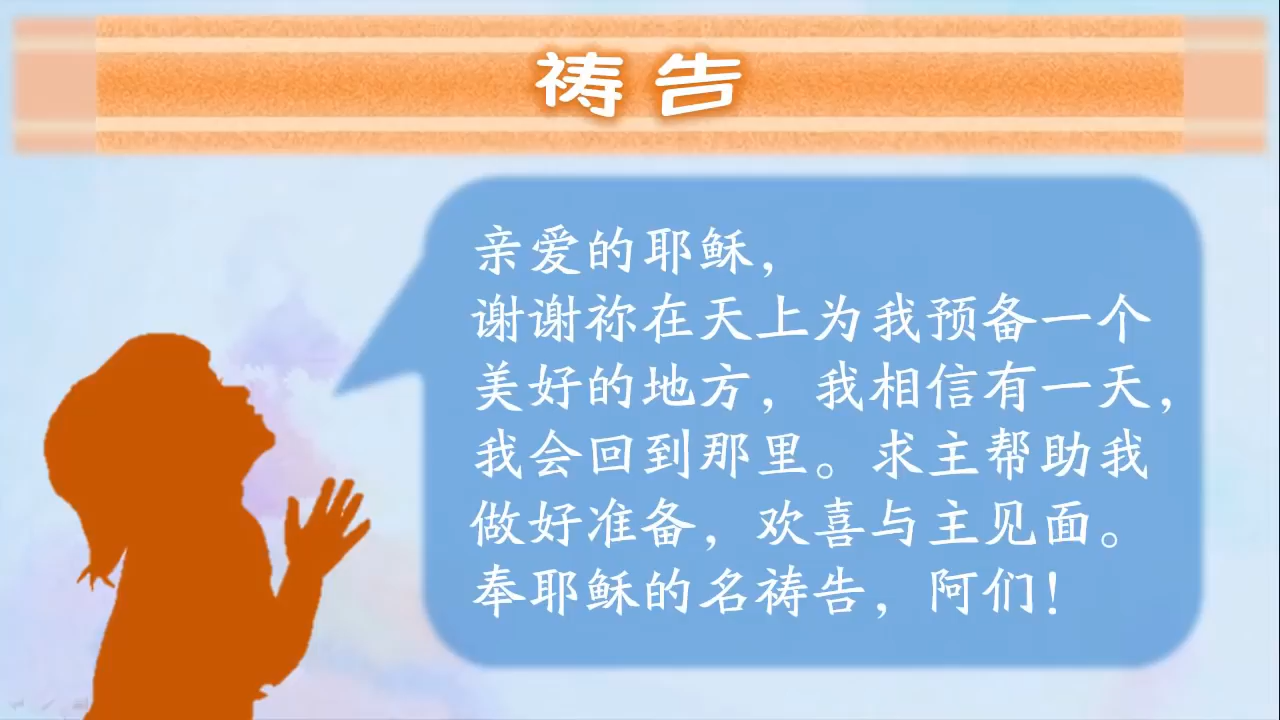 祷告
亲爱的耶稣，
谢谢祢在天上为我预备一个
美好的地方，我相信有一天，
我会回到那里。求主帮助我
做好准备，欢喜与主见面。
奉耶稣的名祷告，阿们！